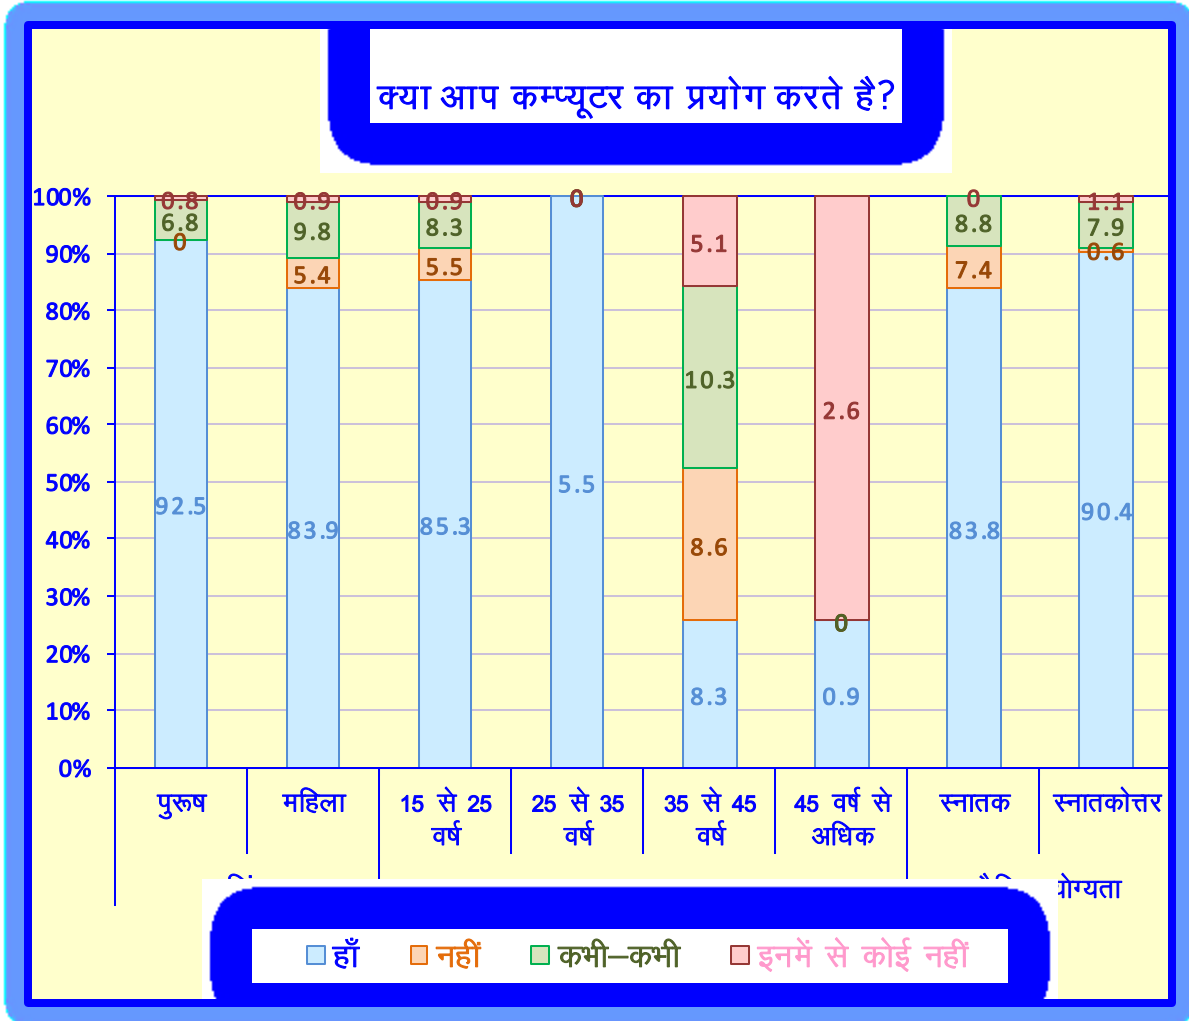 क्या आप कम्प्यूटर का प्रयोग करते है?
100%
90%
80%
70%
60%
50%
40%
30%
20%
10%
0%
0.8
6.8
0
92.5
0.9
9.8
5.4
83.9
0.9
8.3
5.5
85.3
0
5.5
5.1
10.3
8.6
8.3
2.6
0
0.9
0
8.8
7.4
83.8
1.1
7.9
0.6
90.4
पुरूष
महिला
15 से 25
वर्ष
25 से 35
वर्ष
35 से 45
वर्ष
45 वर्ष से
अधिक
स्नातक
स्नातकोत्तर
योग्यता
हाँ
नहीं
कभी–कभी
इनमें से कोई नहीं